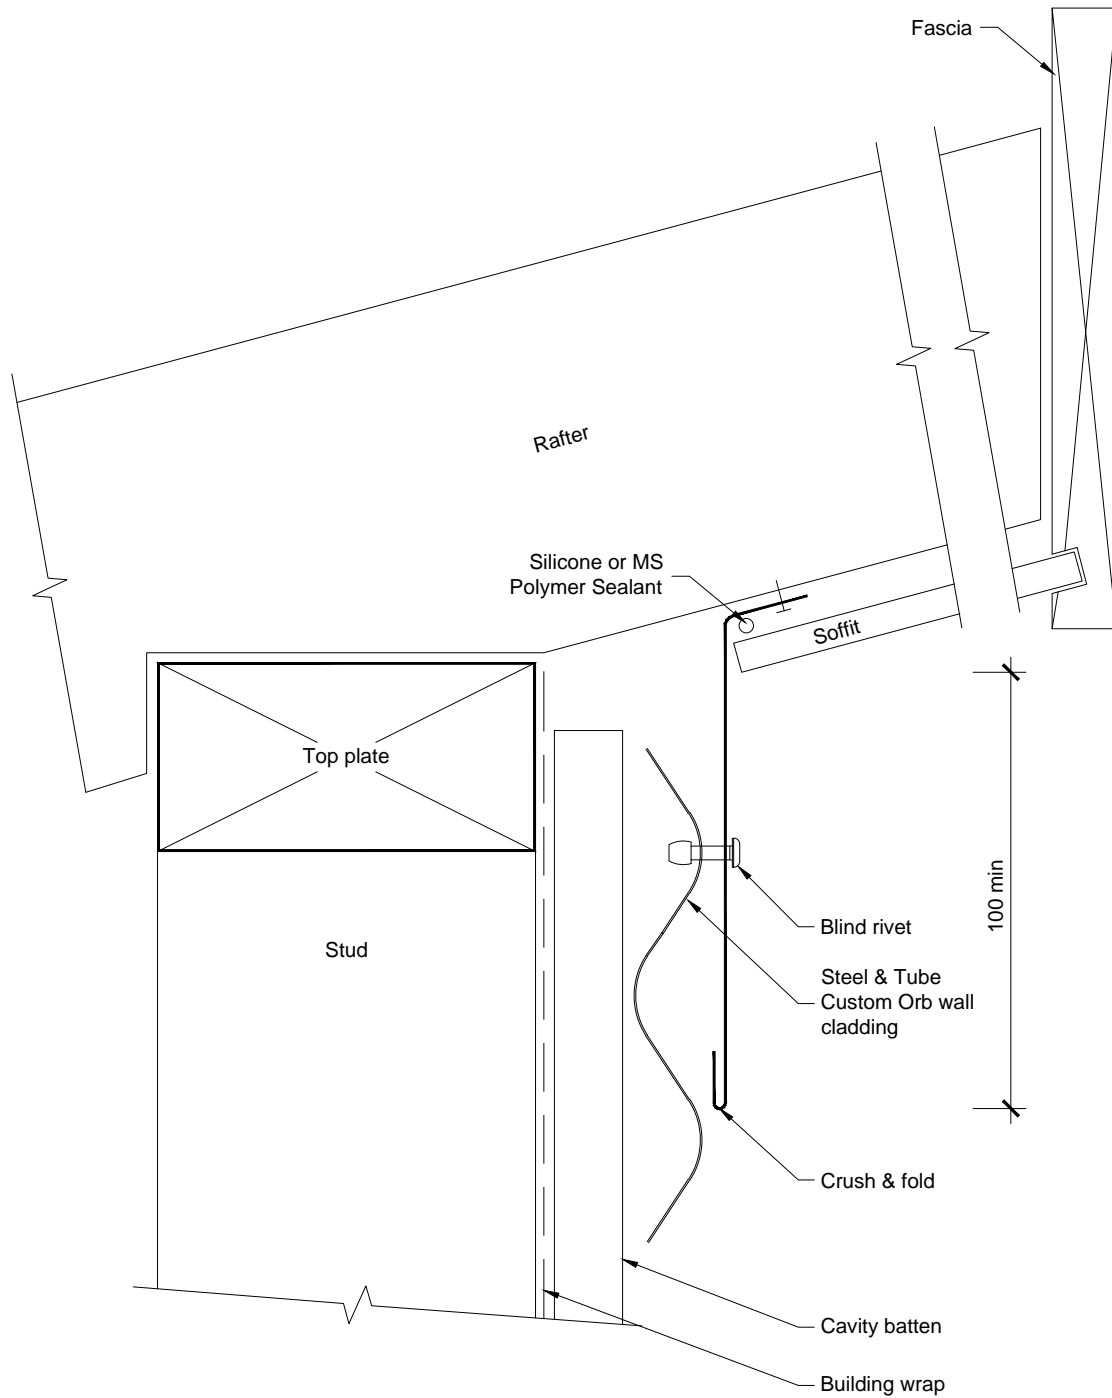 Fascia
Rafter
Silicone or MS
Polymer Sealant
Soffit
Top plate
Blind rivet
100 min
Stud
Steel & Tube
Custom Orb wall
cladding
Crush & fold
Cavity batten
Building wrap